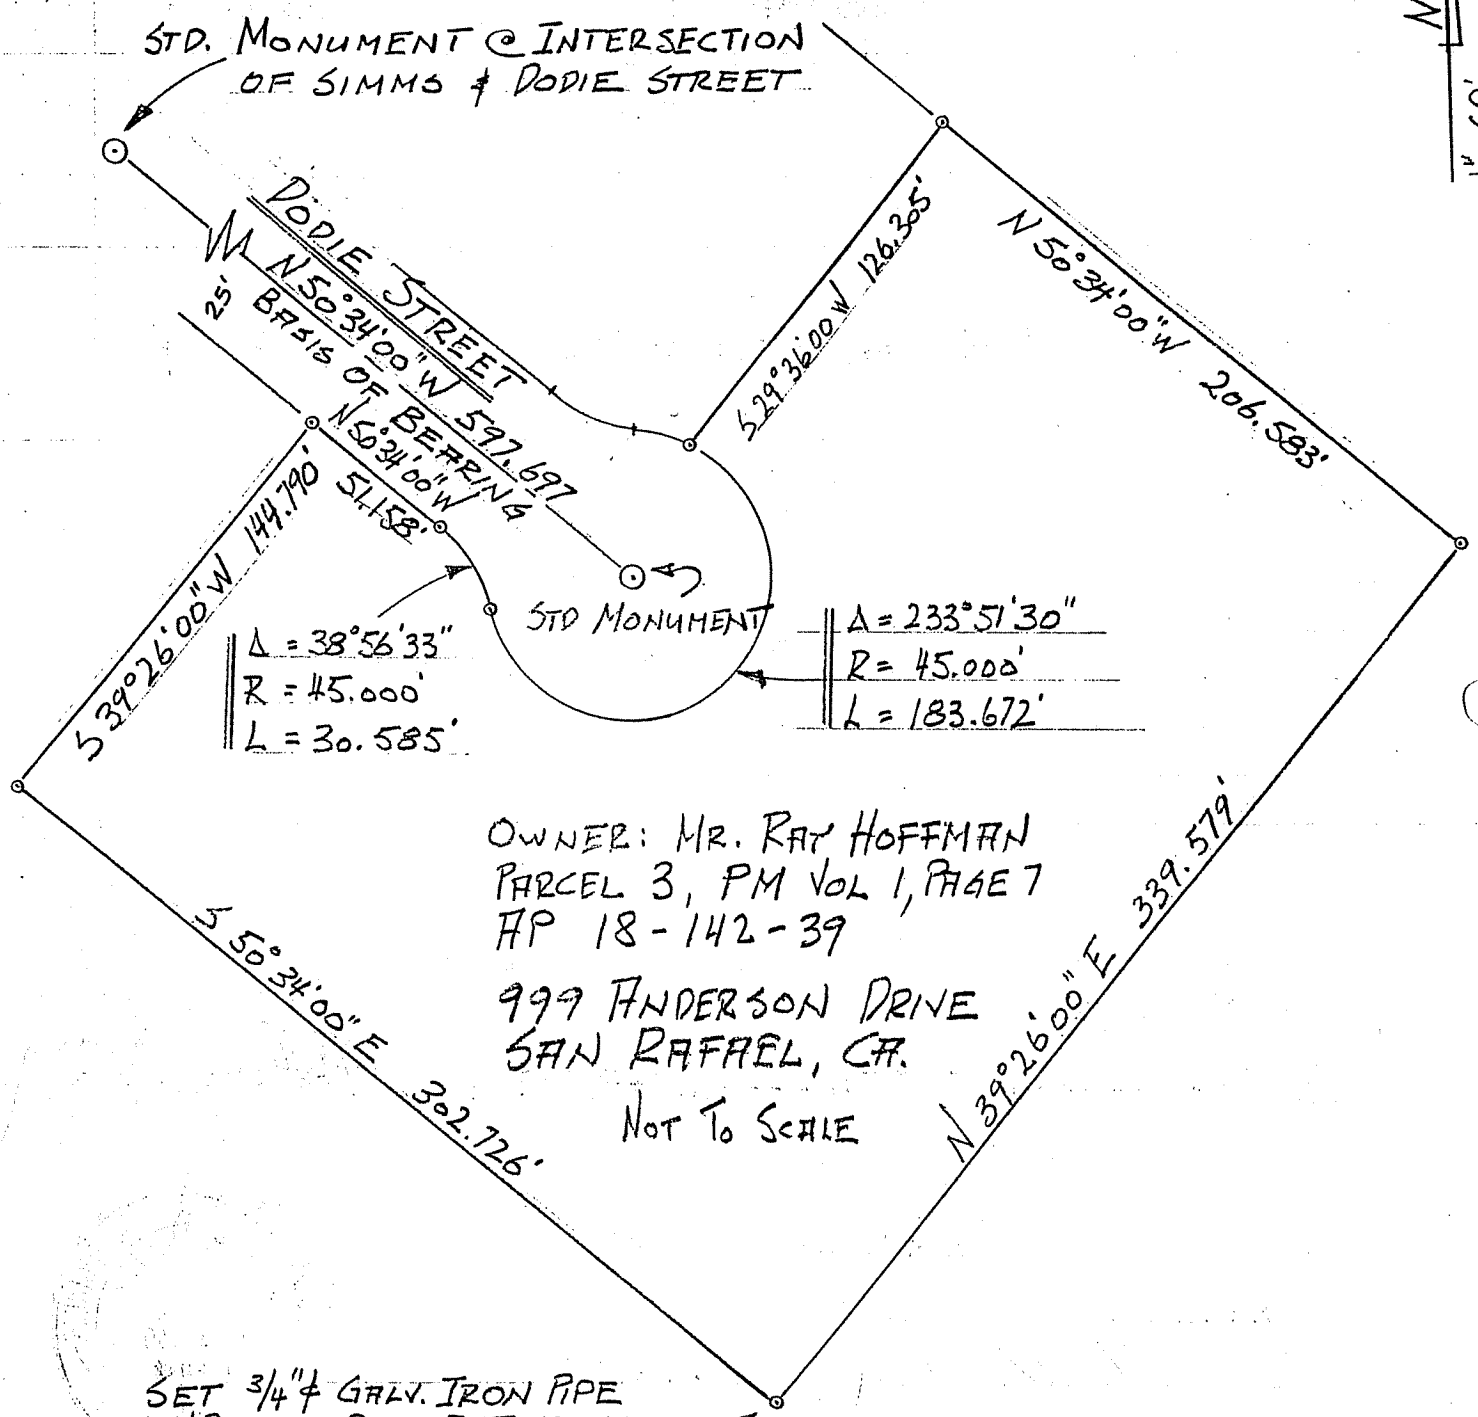 STD. MONUMENT @ INTERSECTION
OF SIMMS & DODIE STREET
DODIE STREET
N 50°34'00" W 597.697
BASIS OF BEARING
25'
N 50°34'00" W
51.158'
S 29°36'00 W 126.305'
N 50°34'00" W 206.583'
S 39°26'00" W 144.790'
STD MONUMENT
Δ = 38°56'33"
R = 45.000'
L = 30.585'
Δ = 233°51'30"
R = 45.000'
L = 183.672'
OWNER: MR. RAY HOFFMAN
PARCEL 3, PM VOL 1, PAGE 7
AP 18-142-39
999 ANDERSON DRIVE
SAN RAFAEL, CA.
NOT TO SCALE
S 50°34'00" E 302.726'
N 39°26'00" E 339.579'
SET 3/4"ϕ GALV. IRON PIPE